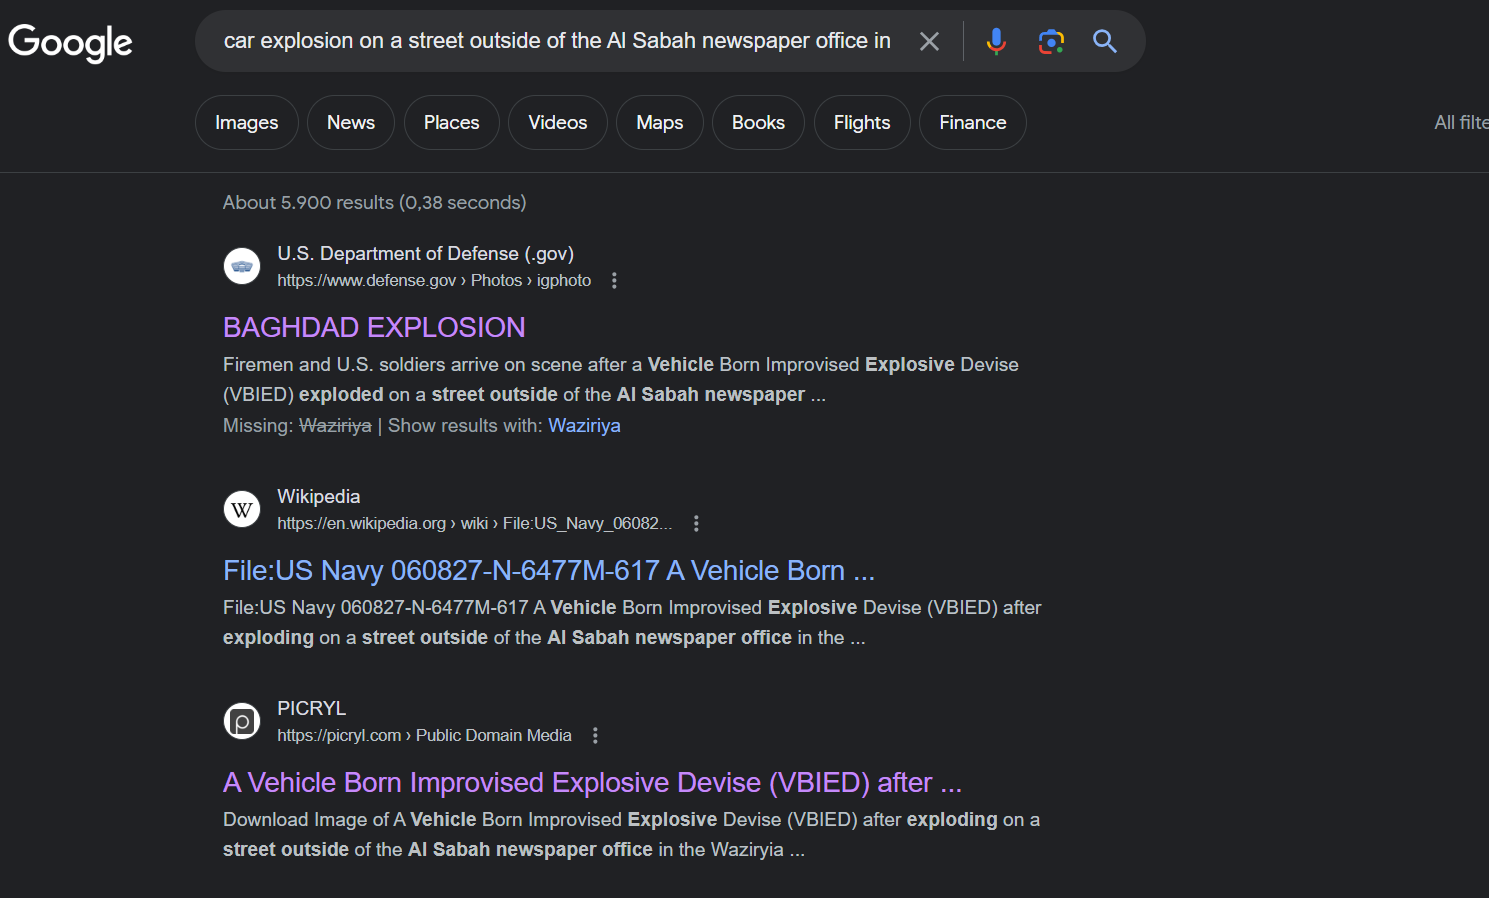 Google
car explosion on a street outside of the Al Sabah newspaper office in
Images News Places Videos Maps Books Flights Finance
All filte
About 5.900 results (0,38 seconds)
U.S. Department of Defense (.gov)
https://www.defense.gov › Photos › igphoto
BAGHDAD EXPLOSION
Firemen and U.S. soldiers arrive on scene after a Vehicle Born Improvised Explosive Devise
(VBIED) exploded on a street outside of the Al Sabah newspaper ...
Missing: Waziriya | Show results with: Waziriya
W
Wikipedia
https://en.wikipedia.org › wiki › File:US_Navy_06082...
File:US Navy 060827-N-6477M-617 A Vehicle Born ...
File:US Navy 060827-N-6477M-617 A Vehicle Born Improvised Explosive Devise (VBIED) after
exploding on a street outside of the Al Sabah newspaper office in the ...
p
PICRYL
https://picryl.com › Public Domain Media
A Vehicle Born Improvised Explosive Devise (VBIED) after ...
Download Image of A Vehicle Born Improvised Explosive Devise (VBIED) after exploding on a
street outside of the Al Sabah newspaper office in the Waziryia ...